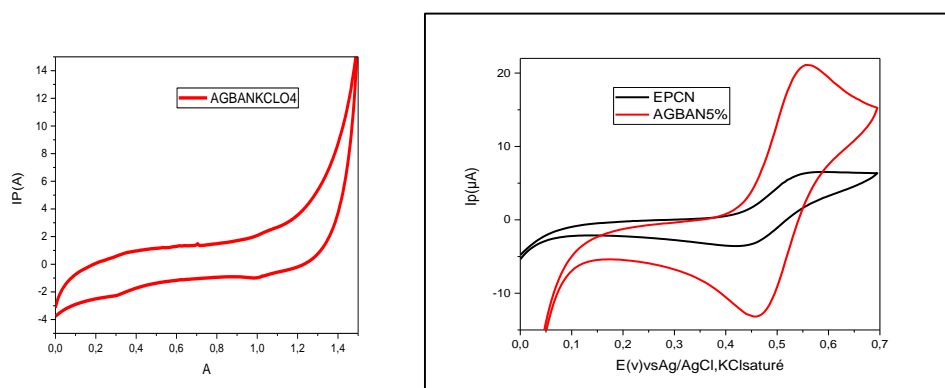 14
12
10
8
6
4
2
0
-2
-4
IP(A)
AGBANKCLO4
0,0 0,2 0,4 0,6 0,8 1,0 1,2 1,4
A
20
10
0
-10
Ip(µA)
EPCN
AGBAN5%
0,0 0,1 0,2 0,3 0,4 0,5 0,6 0,7
E(v)vsAg/AgCl,KClsaturé